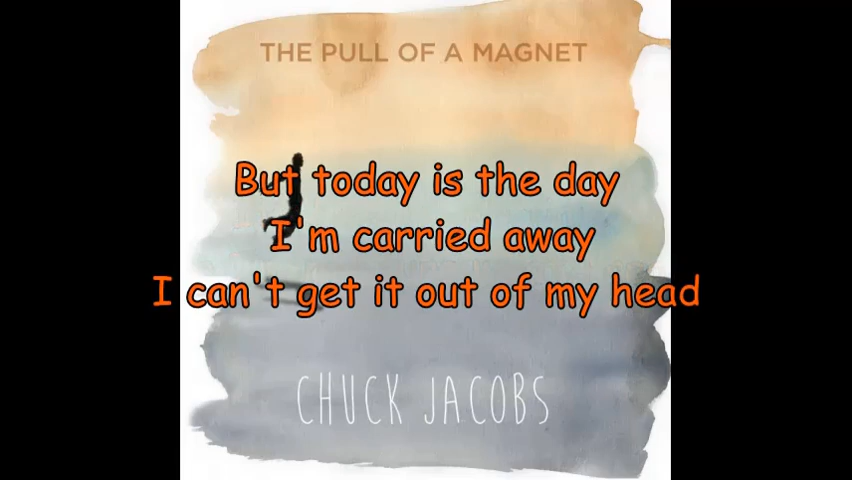 THE PULL OF A MAGNET
But today is the day
I'm carried away
I can't get it out of my head
CHUCK JACOBS